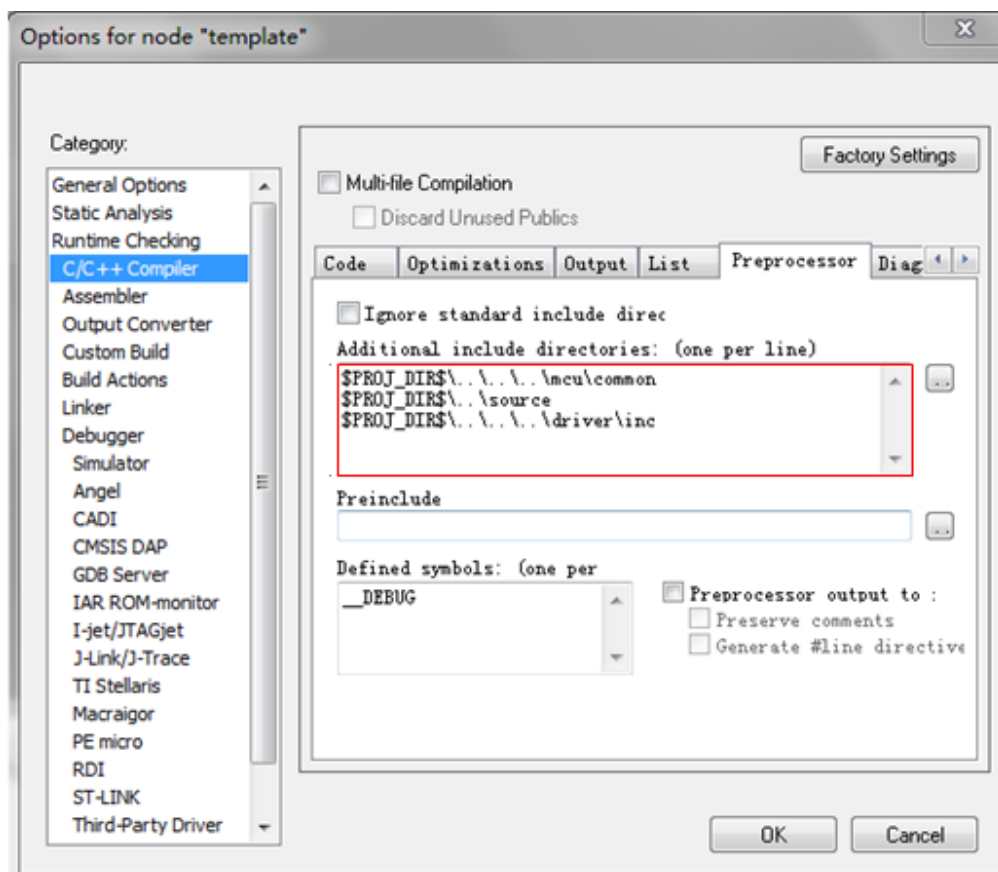 Options for node "template"
Category:
General Options
Static Analysis
Runtime Checking
C/C++ Compiler
Assembler
Output Converter
Custom Build
Build Actions
Linker
Debugger
Simulator
Angel
CADI
CMSIS DAP
GDB Server
IAR ROM-monitor
I-jet/JTAGjet
J-Link/J-Trace
TI Stellaris
Macraigor
PE micro
RDI
ST-LINK
Third-Party Driver
Factory Settings
Multi-file Compilation
Discard Unused Publics
Code Optimizations Output List Preprocessor Diag
Ignore standard include direc
Additional include directories: (one per line)
$PROJ_DIR$\..\..\..\mcu\common
$PROJ_DIR$\..\source
$PROJ_DIR$\..\..\..\driver\inc
Preinclude
Defined symbols: (one per
__DEBUG
Preprocessor output to :
Preserve comments
Generate #line directive
OK Cancel